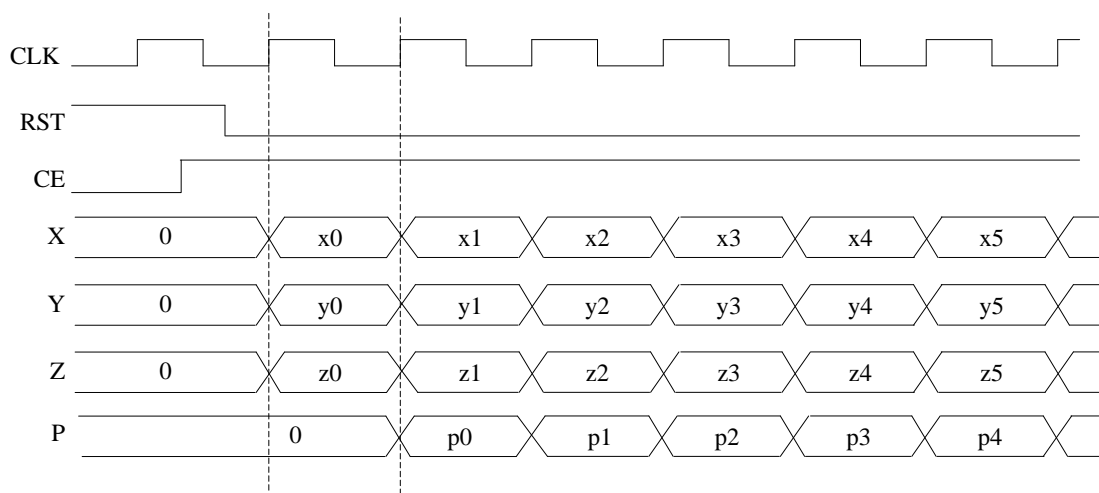 CLK
RST
CE
X 0 x0 x1 x2 x3 x4 x5
Y 0 y0 y1 y2 y3 y4 y5
Z 0 z0 z1 z2 z3 z4 z5
P 0 p0 p1 p2 p3 p4